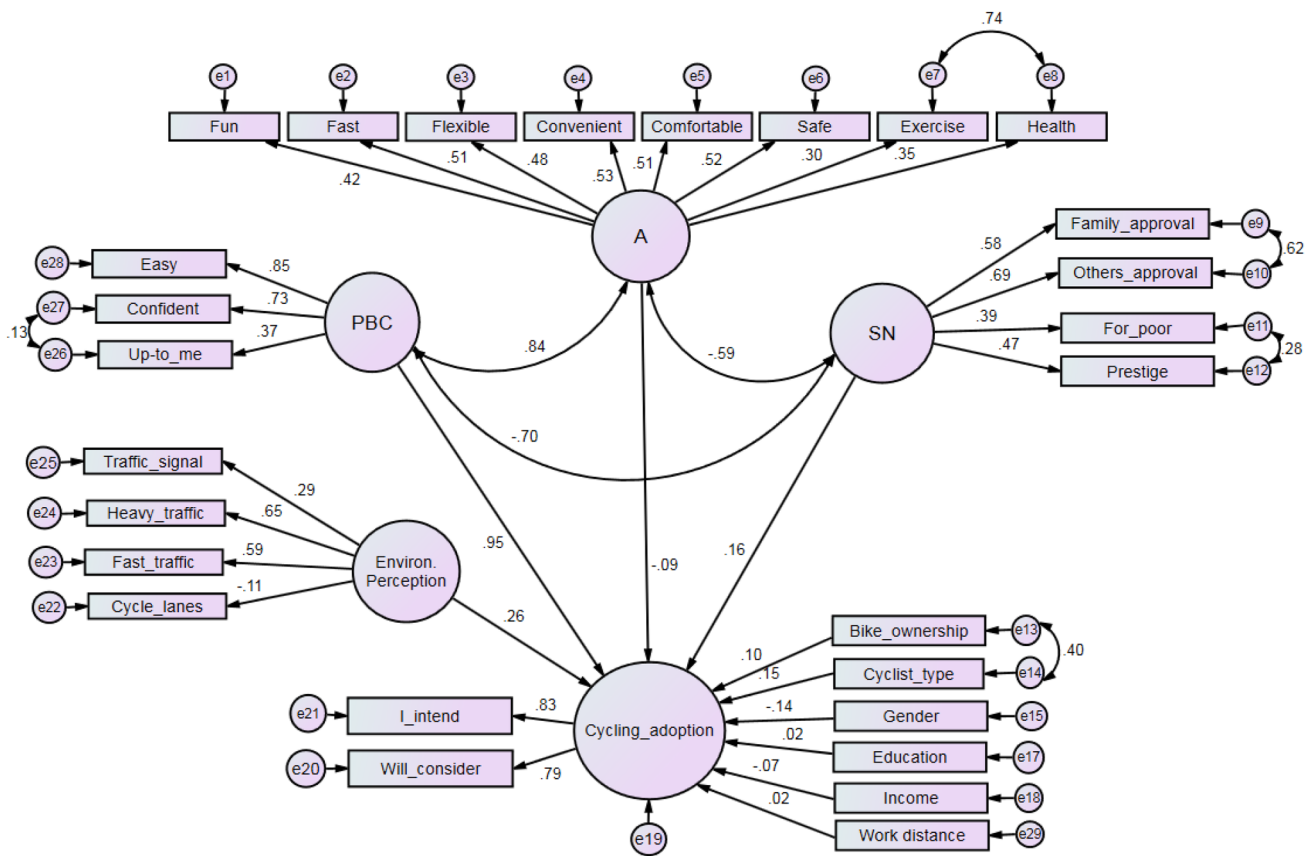 .74
e1 e2 e3 e4 e5 e6 e7 e8
Fun Fast Flexible Convenient Comfortable Safe Exercise Health
.42 .51 .48 .53 .51 .52 .30 .35
A
Family_approval e9
.58
.62
Others_approval e10
.69
For_poor e11
.39
.28
Prestige e12
.47
SN
e28 Easy .85
e27 Confident .73
.13
e26 Up-to_me .37
PBC
.84
-.59
-.70
e25 Traffic_signal .29
e24 Heavy_traffic .65
e23 Fast_traffic .59
e22 Cycle_lanes -.11
Environ.
Perception
.95
-.09
.16
.26
Bike_ownership e13
.10
.40
Cyclist_type e14
.15
Gender e15
-.14
Education e17
.02
Income e18
-.07
Work distance e29
.02
e21 I_intend .83
e20 Will_consider .79
Cycling_adoption
e19